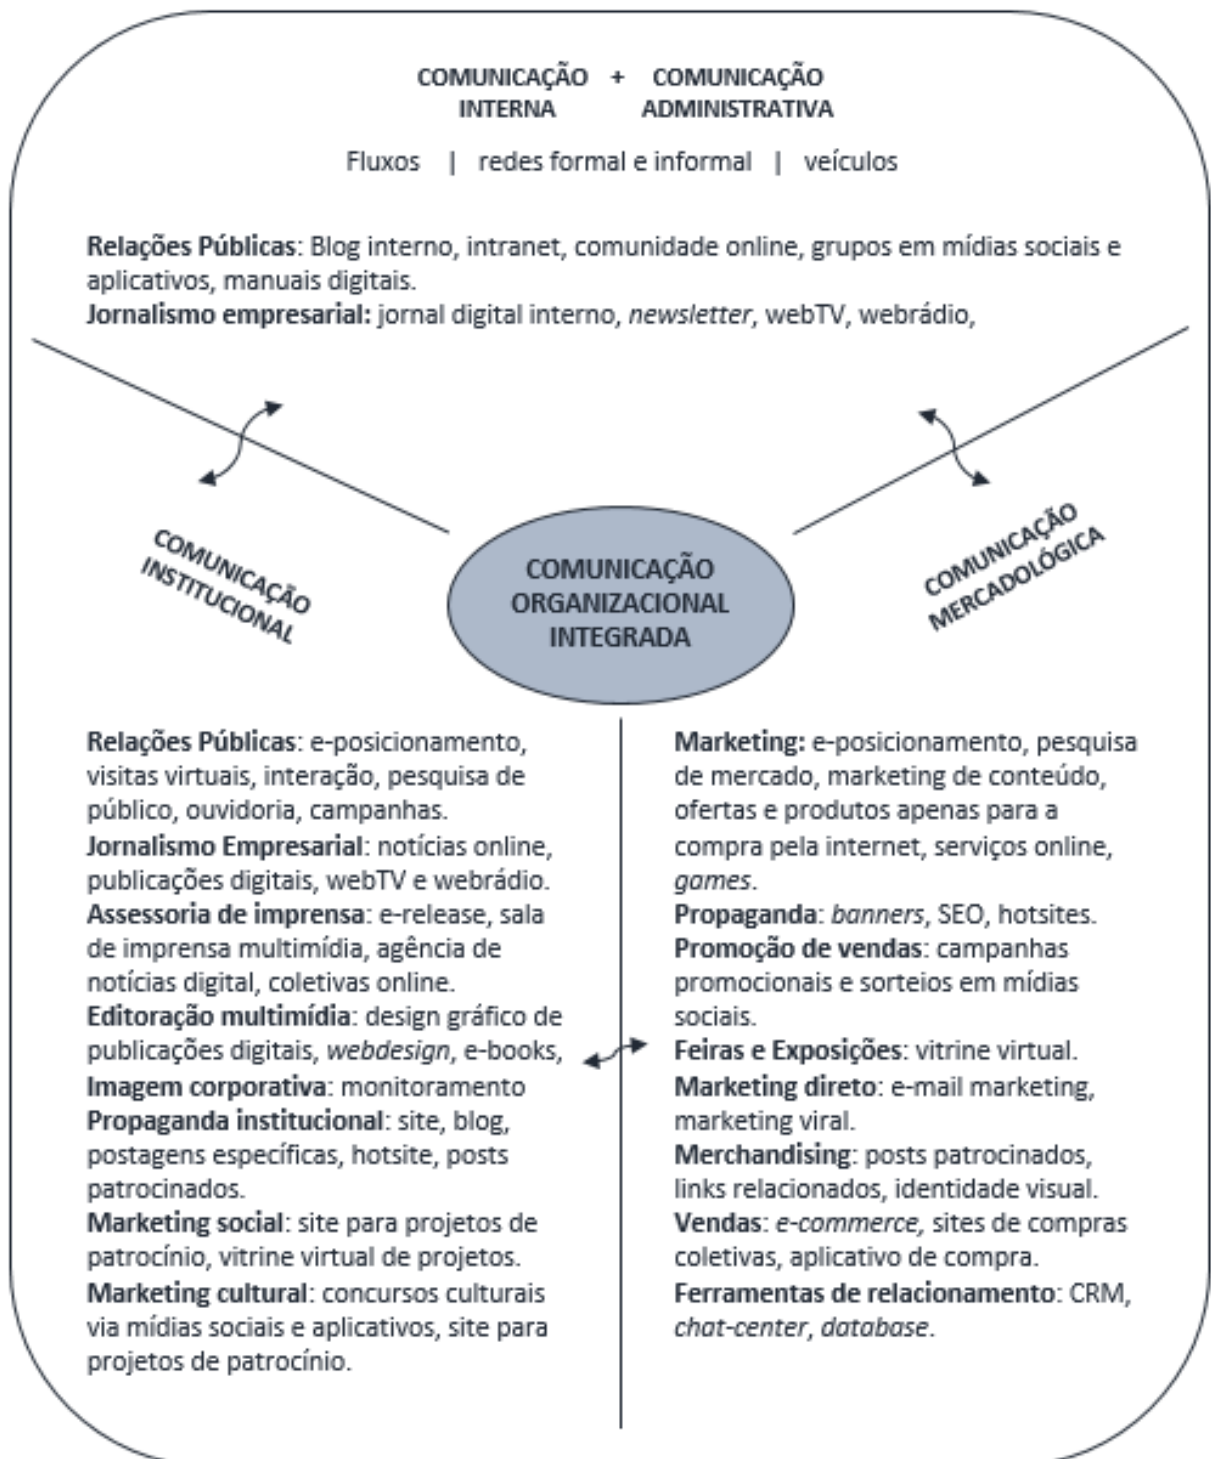 COMUNICAÇÃO + COMUNICAÇÃO
INTERNA ADMINISTRATIVA
Fluxos | redes formal e informal | veículos
Relações Públicas: Blog interno, intranet, comunidade online, grupos em mídias sociais e
aplicativos, manuais digitais.
Jornalismo empresarial: jornal digital interno, newsletter, webTV, webrádio,
COMUNICAÇÃO
INSTITUCIONAL
COMUNICAÇÃO
ORGANIZACIONAL
INTEGRADA
COMUNICAÇÃO
MERCADOLÓGICA
Relações Públicas: e-posicionamento,
visitas virtuais, interação, pesquisa de
público, ouvidoria, campanhas.
Jornalismo Empresarial: notícias online,
publicações digitais, webTV e webrádio.
Assessoria de imprensa: e-release, sala
de imprensa multimídia, agência de
notícias digital, coletivas online.
Editoração multimídia: design gráfico de
publicações digitais, webdesign, e-books,
Imagem corporativa: monitoramento
Propaganda institucional: site, blog,
postagens específicas, hotsite, posts
patrocinados.
Marketing social: site para projetos de
patrocínio, vitrine virtual de projetos.
Marketing cultural: concursos culturais
via mídias sociais e aplicativos, site para
projetos de patrocínio.
Marketing: e-posicionamento, pesquisa
de mercado, marketing de conteúdo,
ofertas e produtos apenas para a
compra pela internet, serviços online,
games.
Propaganda: banners, SEO, hotsites.
Promoção de vendas: campanhas
promocionais e sorteios em mídias
sociais.
Feiras e Exposições: vitrine virtual.
Marketing direto: e-mail marketing,
marketing viral.
Merchandising: posts patrocinados,
links relacionados, identidade visual.
Vendas: e-commerce, sites de compras
coletivas, aplicativo de compra.
Ferramentas de relacionamento: CRM,
chat-center, database.